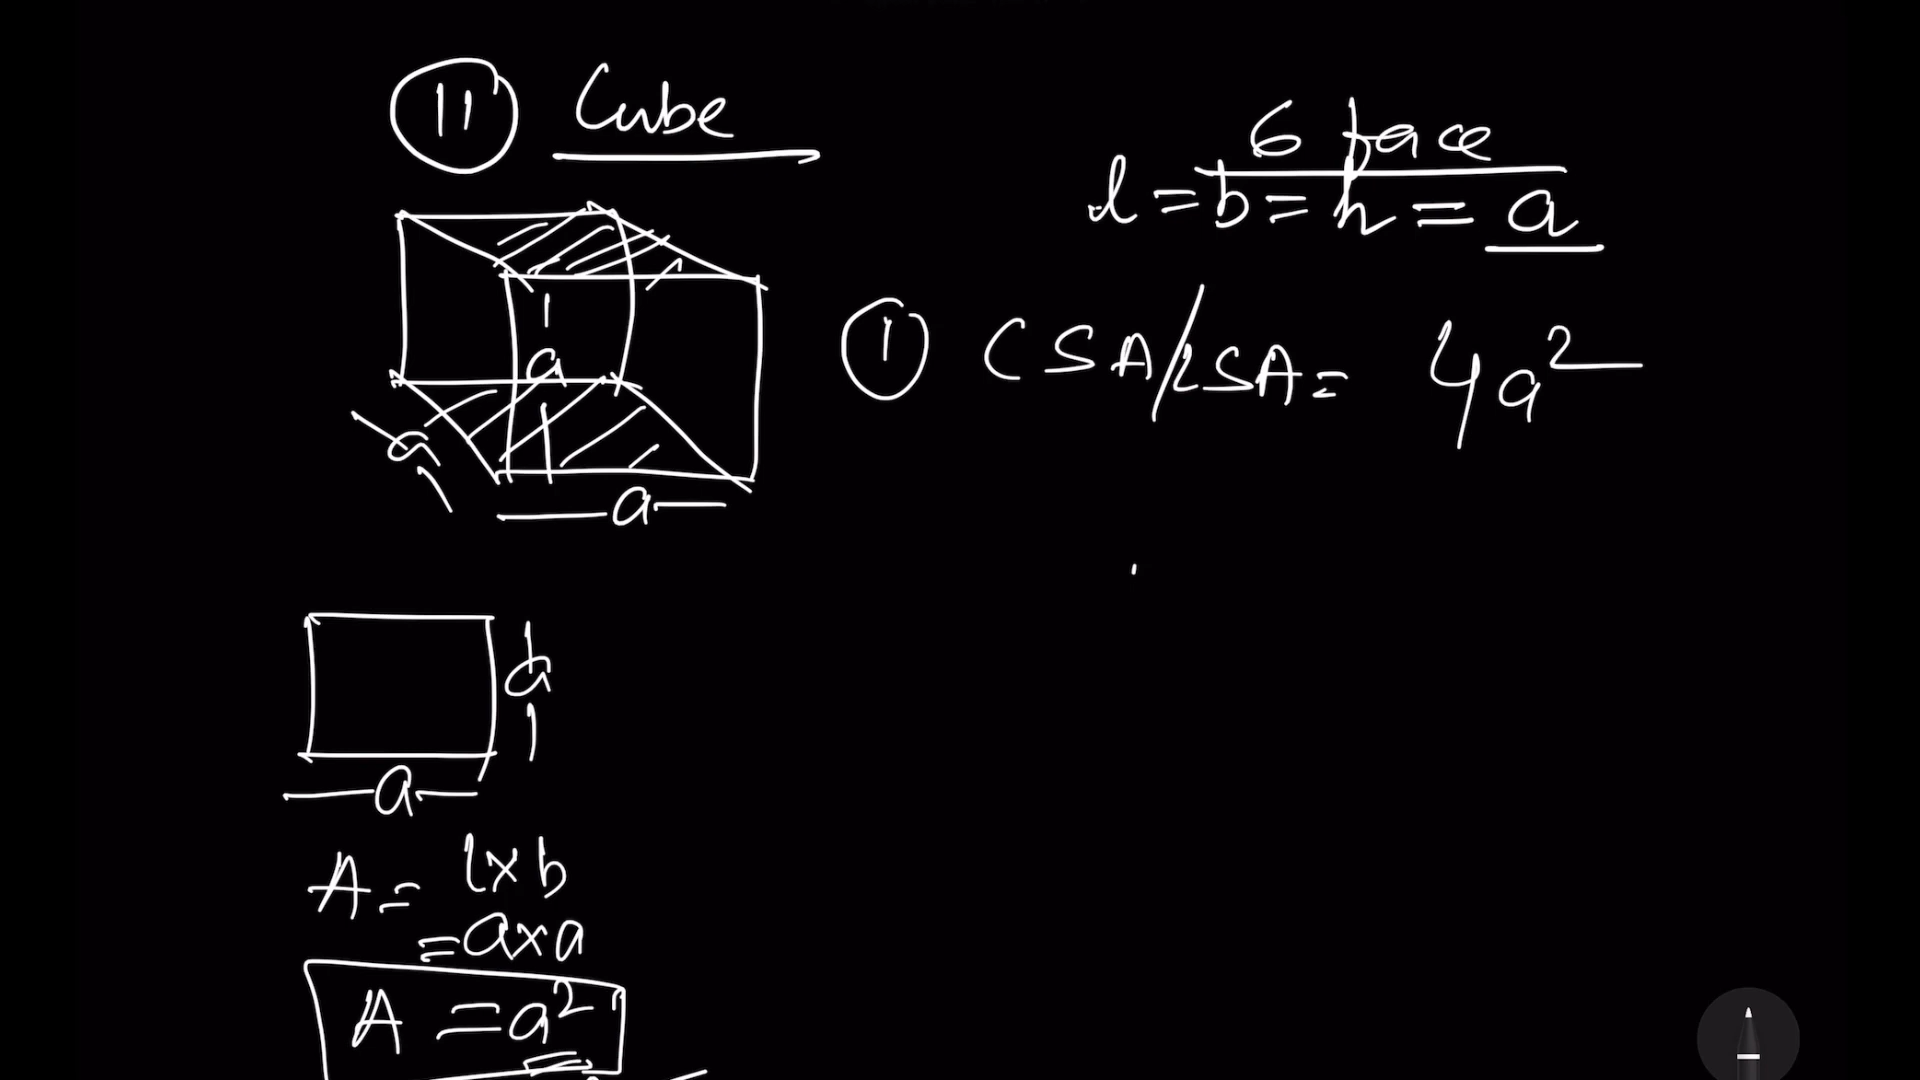 11 Cube
6 face
l = b = h = a
a
a
a
1 CSA/LSA = 4a²
a
a
A = l×b
= a×a
A = a²